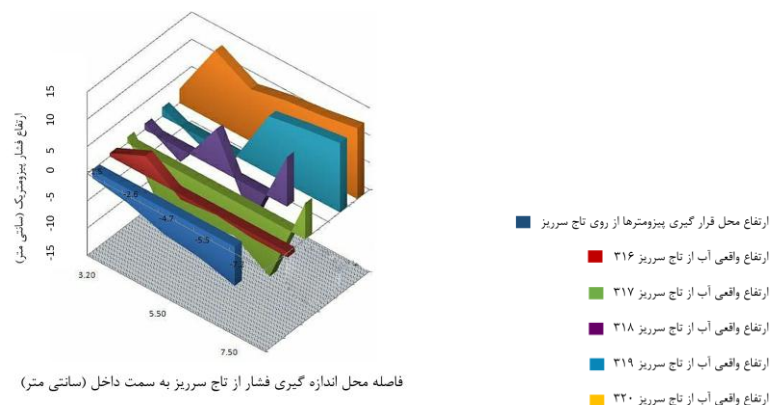 ارتفاع فشار پیزومتریک (سانتی متر)
15
10
5
0
-5
-10
-15
-2.6
-4.2
-5.5
3.20
5.50
7.50
فاصله محل اندازه گیری فشار از تاج سرریز به سمت داخل (سانتی متر)
ارتفاع محل قرار گیری پیزومترها از روی تاج سرریز
ارتفاع واقعی آب از تاج سرریز ۳۱۶
ارتفاع واقعی آب از تاج سرریز ۳۱۷
ارتفاع واقعی آب از تاج سرریز ۳۱۸
ارتفاع واقعی آب از تاج سرریز ۳۱۹
ارتفاع واقعی آب از تاج سرریز ۳۲۰